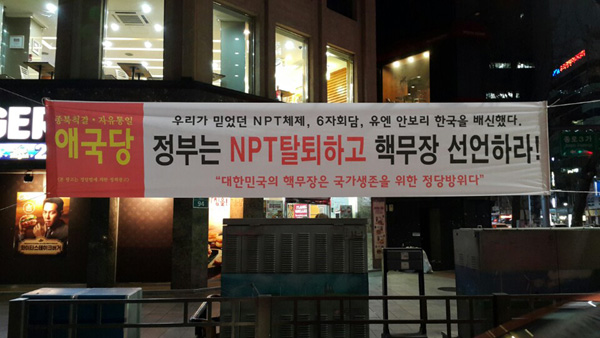 GER
종북척결·자유통일
애국당
우리가 믿었던 NPT체제, 6자회담, 유엔 안보리 한국을 배신했다.
정부는 NPT탈퇴하고 핵무장 선언하라!
"대한민국의 핵무장은 국가생존을 위한 정당방위다"
94